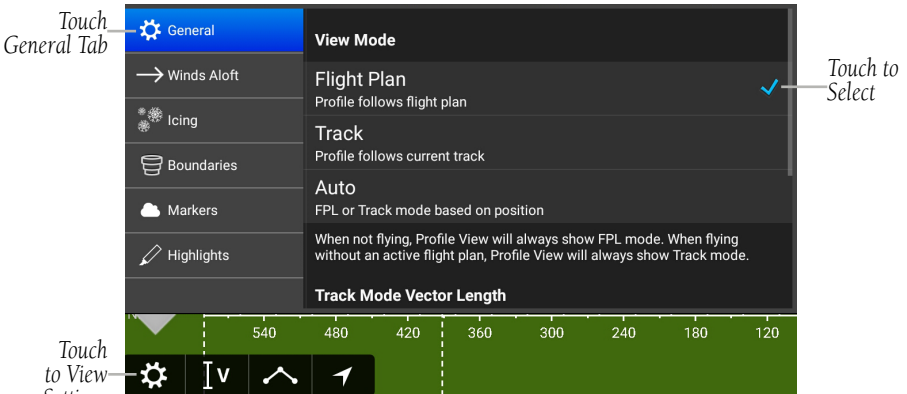 Touch
General Tab
General
Winds Aloft
Icing
Boundaries
Markers
Highlights
View Mode
Flight Plan
Profile follows flight plan
Track
Profile follows current track
Auto
FPL or Track mode based on position
When not flying, Profile View will always show FPL mode. When flying
without an active flight plan, Profile View will always show Track mode.
Track Mode Vector Length
Touch to
Select
540 480 420 360 300 240 180 120
Touch
to View
V